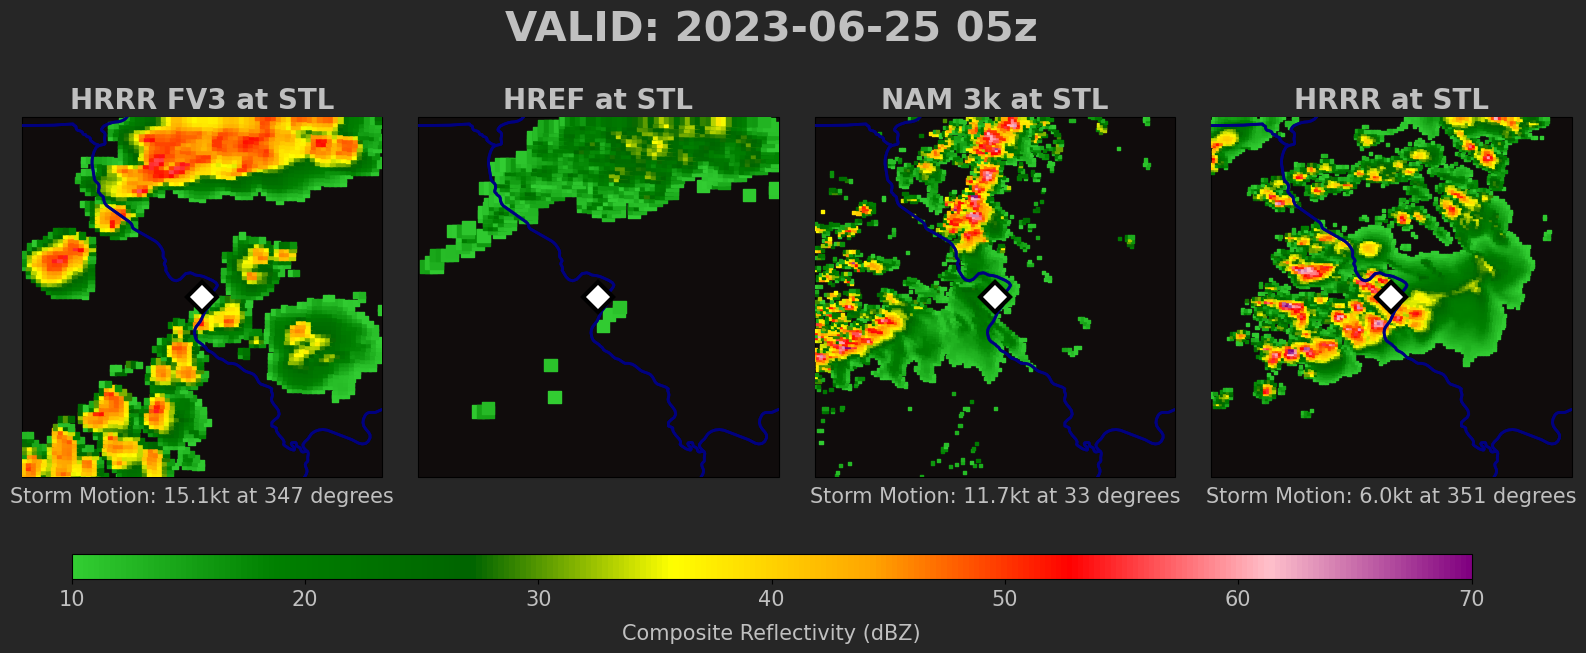 VALID: 2023-06-25 05z
HRRR FV3 at STL
HREF at STL
NAM 3k at STL
HRRR at STL
Storm Motion: 15.1kt at 347 degrees
Storm Motion: 11.7kt at 33 degrees
Storm Motion: 6.0kt at 351 degrees
10 20 30 40 50 60 70
Composite Reflectivity (dBZ)